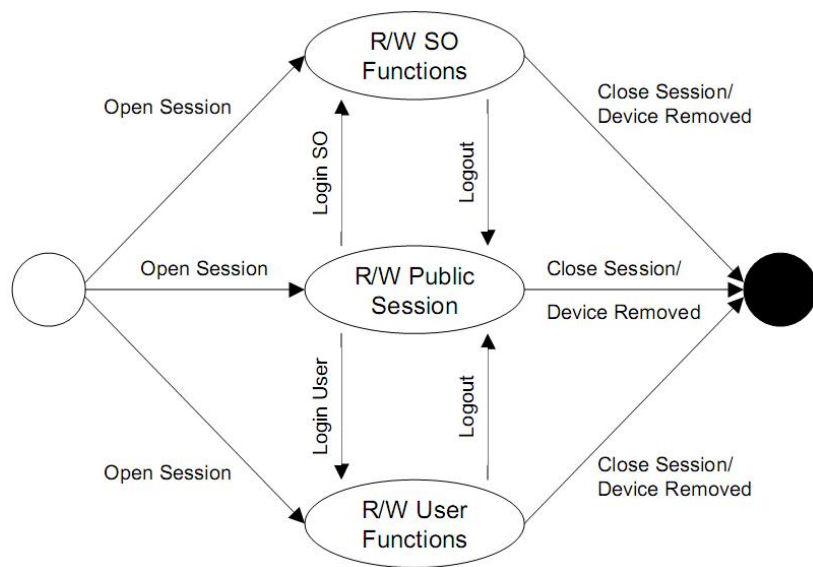 R/W SO
Functions
Open Session
Close Session/
Device Removed
Login SO
Logout
Open Session
R/W Public
Session
Close Session/
Device Removed
Login User
Logout
Open Session
Close Session/
Device Removed
R/W User
Functions